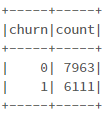 +-----+-----+
|churn|count|
+-----+-----+
|    0| 7963|
|    1| 6111|
+-----+-----+